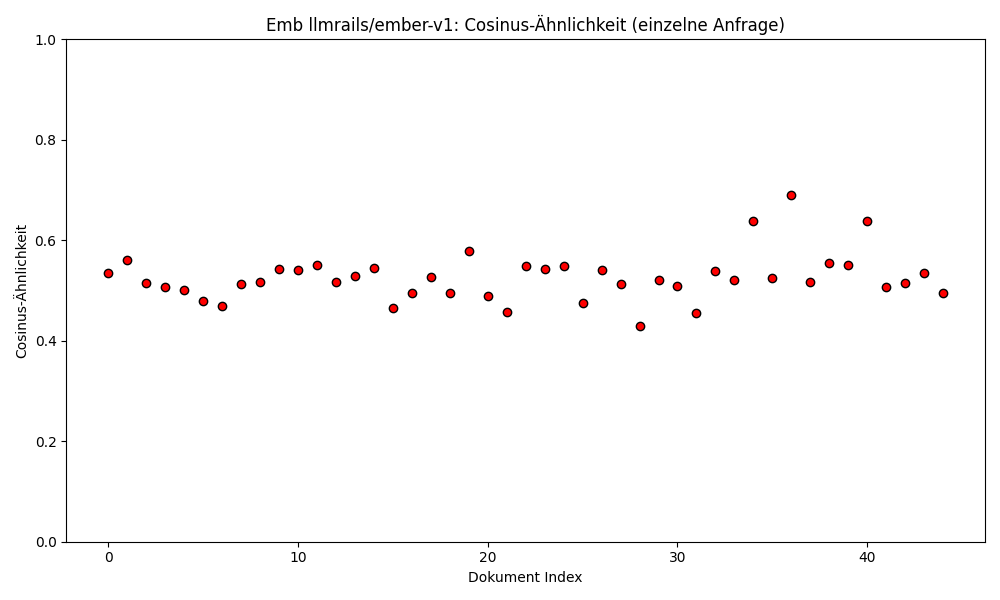 Emb llmrails/ember-v1: Cosinus-Ähnlichkeit (einzelne Anfrage)
1.0
0.8
0.6
0.4
0.2
0.0
Cosinus-Ähnlichkeit
0 10 20 30 40
Dokument Index